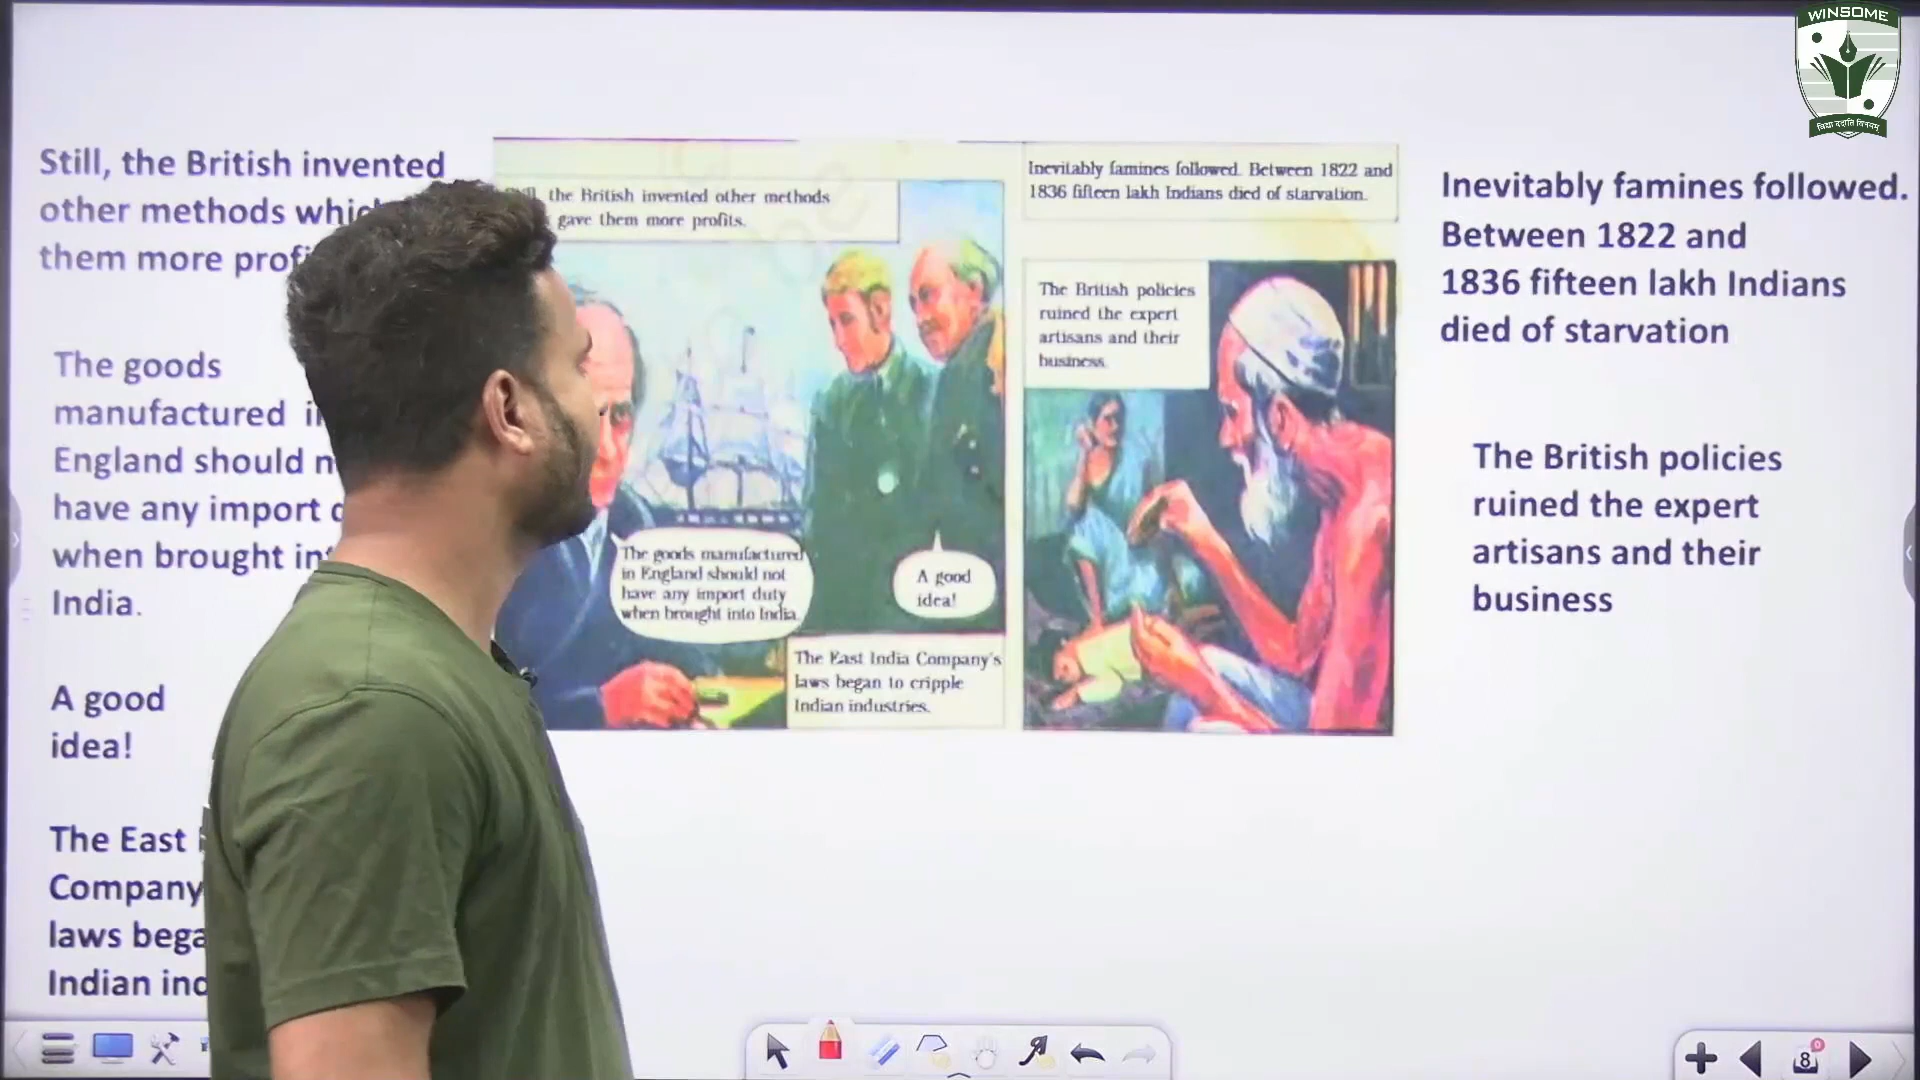 WINSOME
विद्या ददाति विनयम्
Still, the British invented
other methods
them more
The goods
manufactured
England should
have any import
when brought
India.
A good
idea!
The East
Company
laws
Indian
the British invented other methods
gave them more profits.
The goods manufactured
in England should not
have any import duty
when brought into India.
A good
idea!
The East India Company's
laws began to cripple
Indian industries.
Inevitably famines followed. Between 1822 and
1836 fifteen lakh Indians died of starvation.
The British policies
ruined the expert
artisans and their
business.
Inevitably famines followed.
Between 1822 and
1836 fifteen lakh Indians
died of starvation
The British policies
ruined the expert
artisans and their
business
8
0